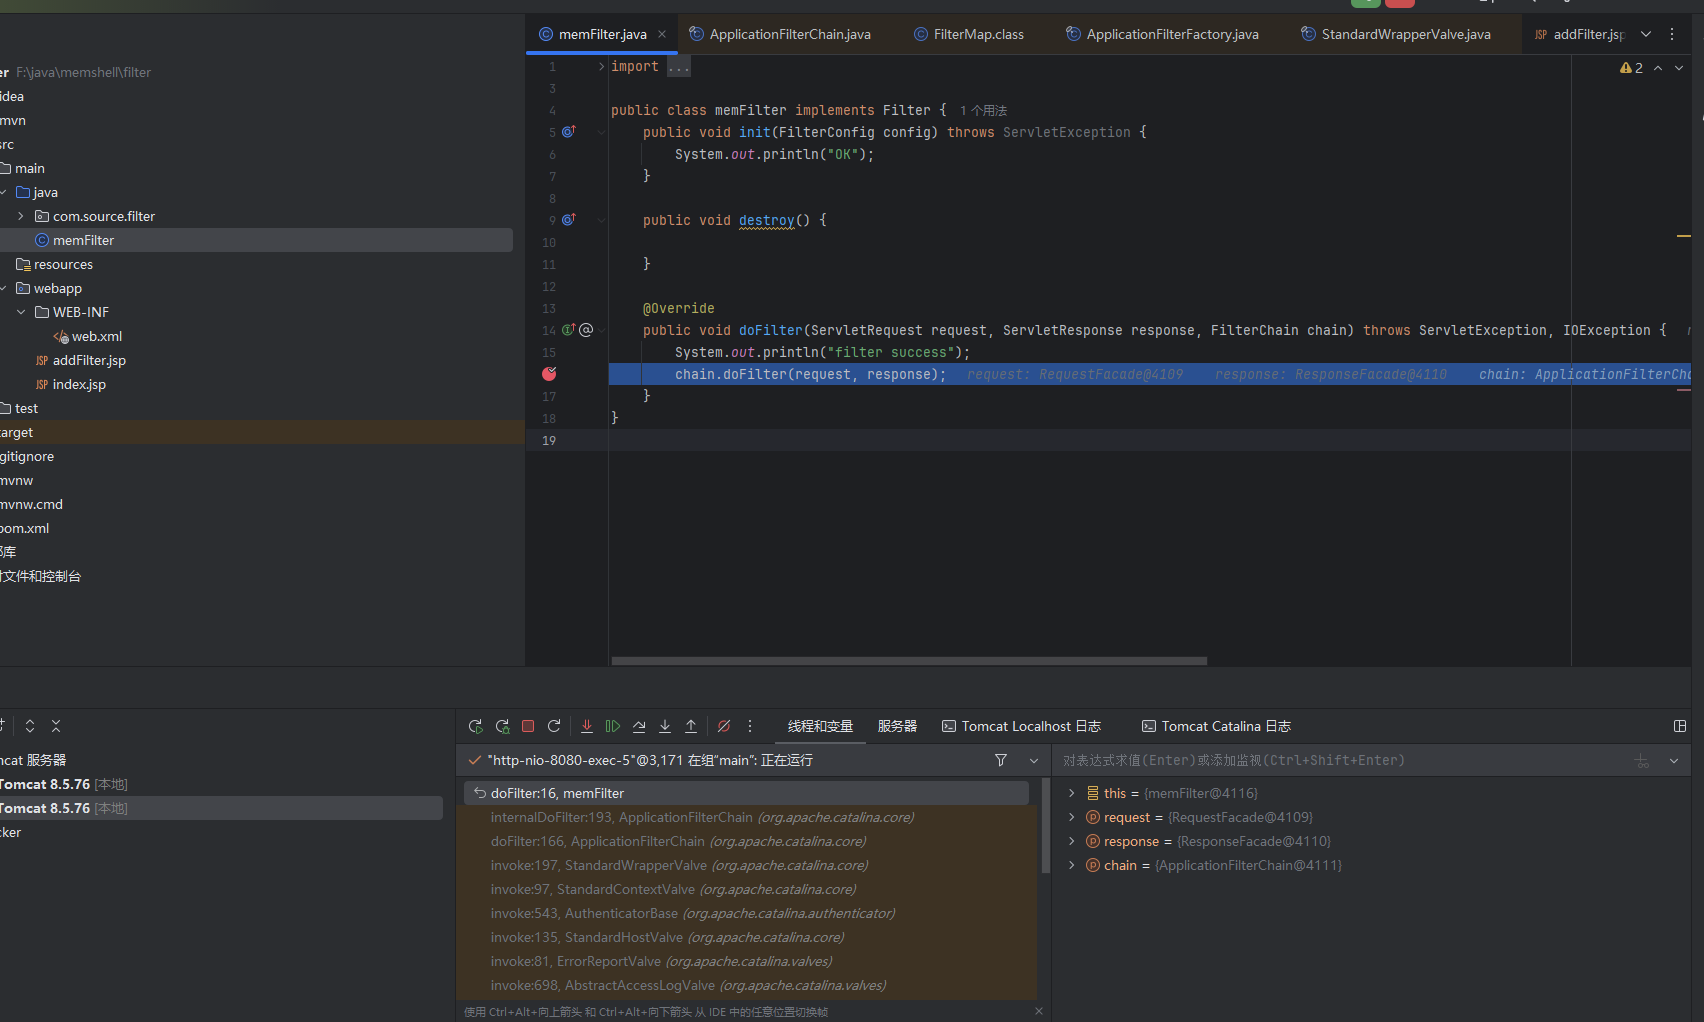 memFilter.java
ApplicationFilterChain.java
FilterMap.class
ApplicationFilterFactory.java
StandardWrapperValve.java
JSP addFilter.jsp
er F:\java\memshell\filter
idea
mvn
src
main
java
com.source.filter
memFilter
resources
webapp
WEB-INF
web.xml
JSP addFilter.jsp
JSP index.jsp
test
target
gitignore
mvnw
mvnw.cmd
pom.xml
部库
文件和控制台
2
1 import ...
3
4 public class memFilter implements Filter { 1 个用法
5 public void init(FilterConfig config) throws ServletException {
6 System.out.println("OK");
7 }
8
9 public void destroy() {
10
11 }
12
13 @Override
14 public void doFilter(ServletRequest request, ServletResponse response, FilterChain chain) throws ServletException, IOException {
15 System.out.println("filter success");
chain.doFilter(request, response); request: RequestFacade@4109 response: ResponseFacade@4110 chain: ApplicationFilterCha
17 }
18 }
19
线程和变量
服务器
Tomcat Localhost 日志
Tomcat Catalina 日志
mcat 服务器
Tomcat 8.5.76 [本地]
Tomcat 8.5.76 [本地]
cker
"http-nio-8080-exec-5"@3,171 在组"main": 正在运行
doFilter:16, memFilter
internalDoFilter:193, ApplicationFilterChain (org.apache.catalina.core)
doFilter:166, ApplicationFilterChain (org.apache.catalina.core)
invoke:197, StandardWrapperValve (org.apache.catalina.core)
invoke:97, StandardContextValve (org.apache.catalina.core)
invoke:543, AuthenticatorBase (org.apache.catalina.authenticator)
invoke:135, StandardHostValve (org.apache.catalina.core)
invoke:81, ErrorReportValve (org.apache.catalina.valves)
invoke:698, AbstractAccessLogValve (org.apache.catalina.valves)
使用 Ctrl+Alt+向上箭头 和 Ctrl+Alt+向下箭头 从 IDE 中的任意位置切换帧
对表达式求值(Enter)或添加监视(Ctrl+Shift+Enter)
this = {memFilter@4116}
request = {RequestFacade@4109}
response = {ResponseFacade@4110}
chain = {ApplicationFilterChain@4111}